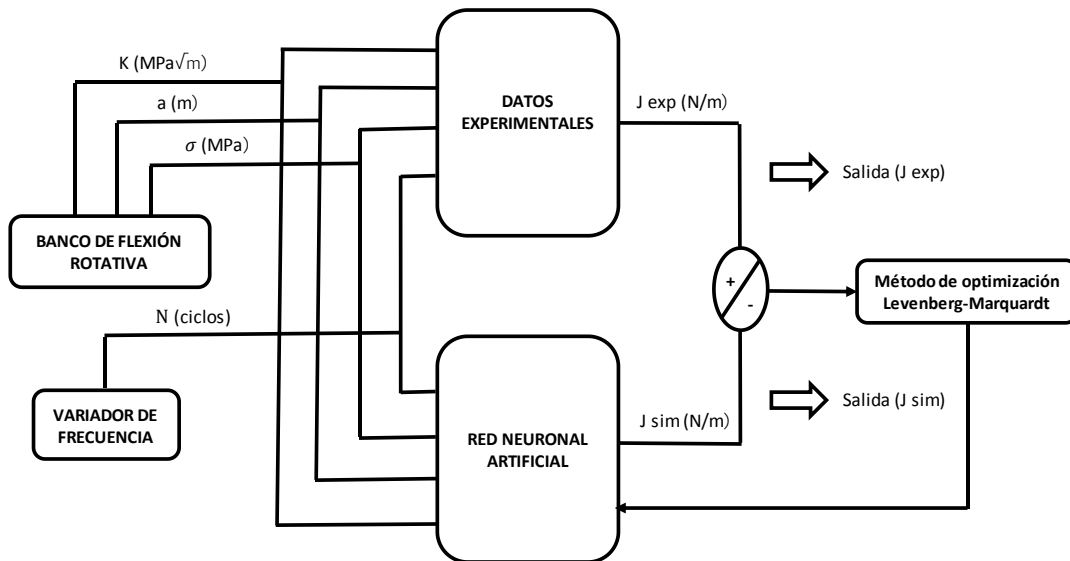 K (MPa√m)
a (m)
σ (MPa)
BANCO DE FLEXIÓN
ROTATIVA
N (ciclos)
VARIADOR DE
FRECUENCIA
DATOS
EXPERIMENTALES
RED NEURONAL
ARTIFICIAL
J exp (N/m)
Salida (J exp)
+
-
Método de optimización
Levenberg-Marquardt
J sim (N/m)
Salida (J sim)